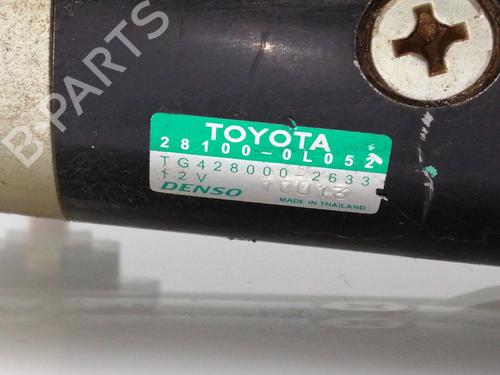 B-PARTS
TOYOTA
28100-0L052
TG428000-2633
12V
DENSO
MADE IN THAILAND